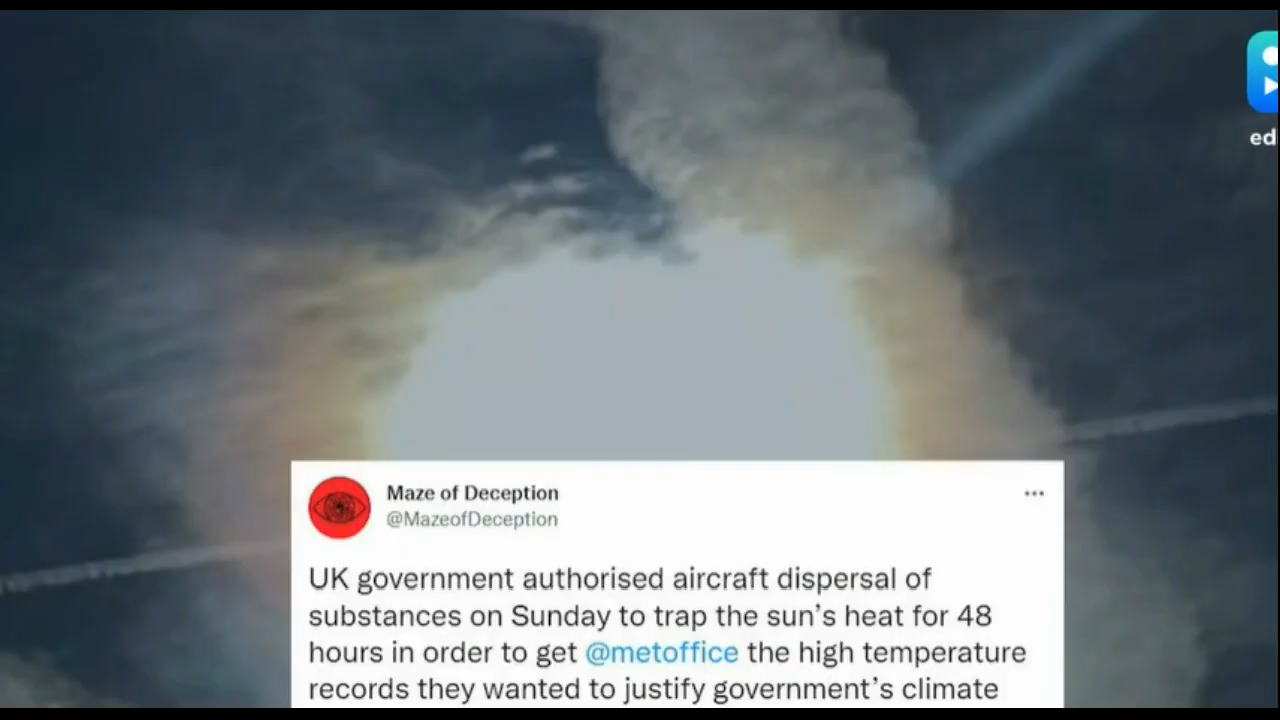 ed
Maze of Deception
@MazeofDeception
UK government authorised aircraft dispersal of
substances on Sunday to trap the sun’s heat for 48
hours in order to get @metoffice the high temperature
records they wanted to justify government’s climate